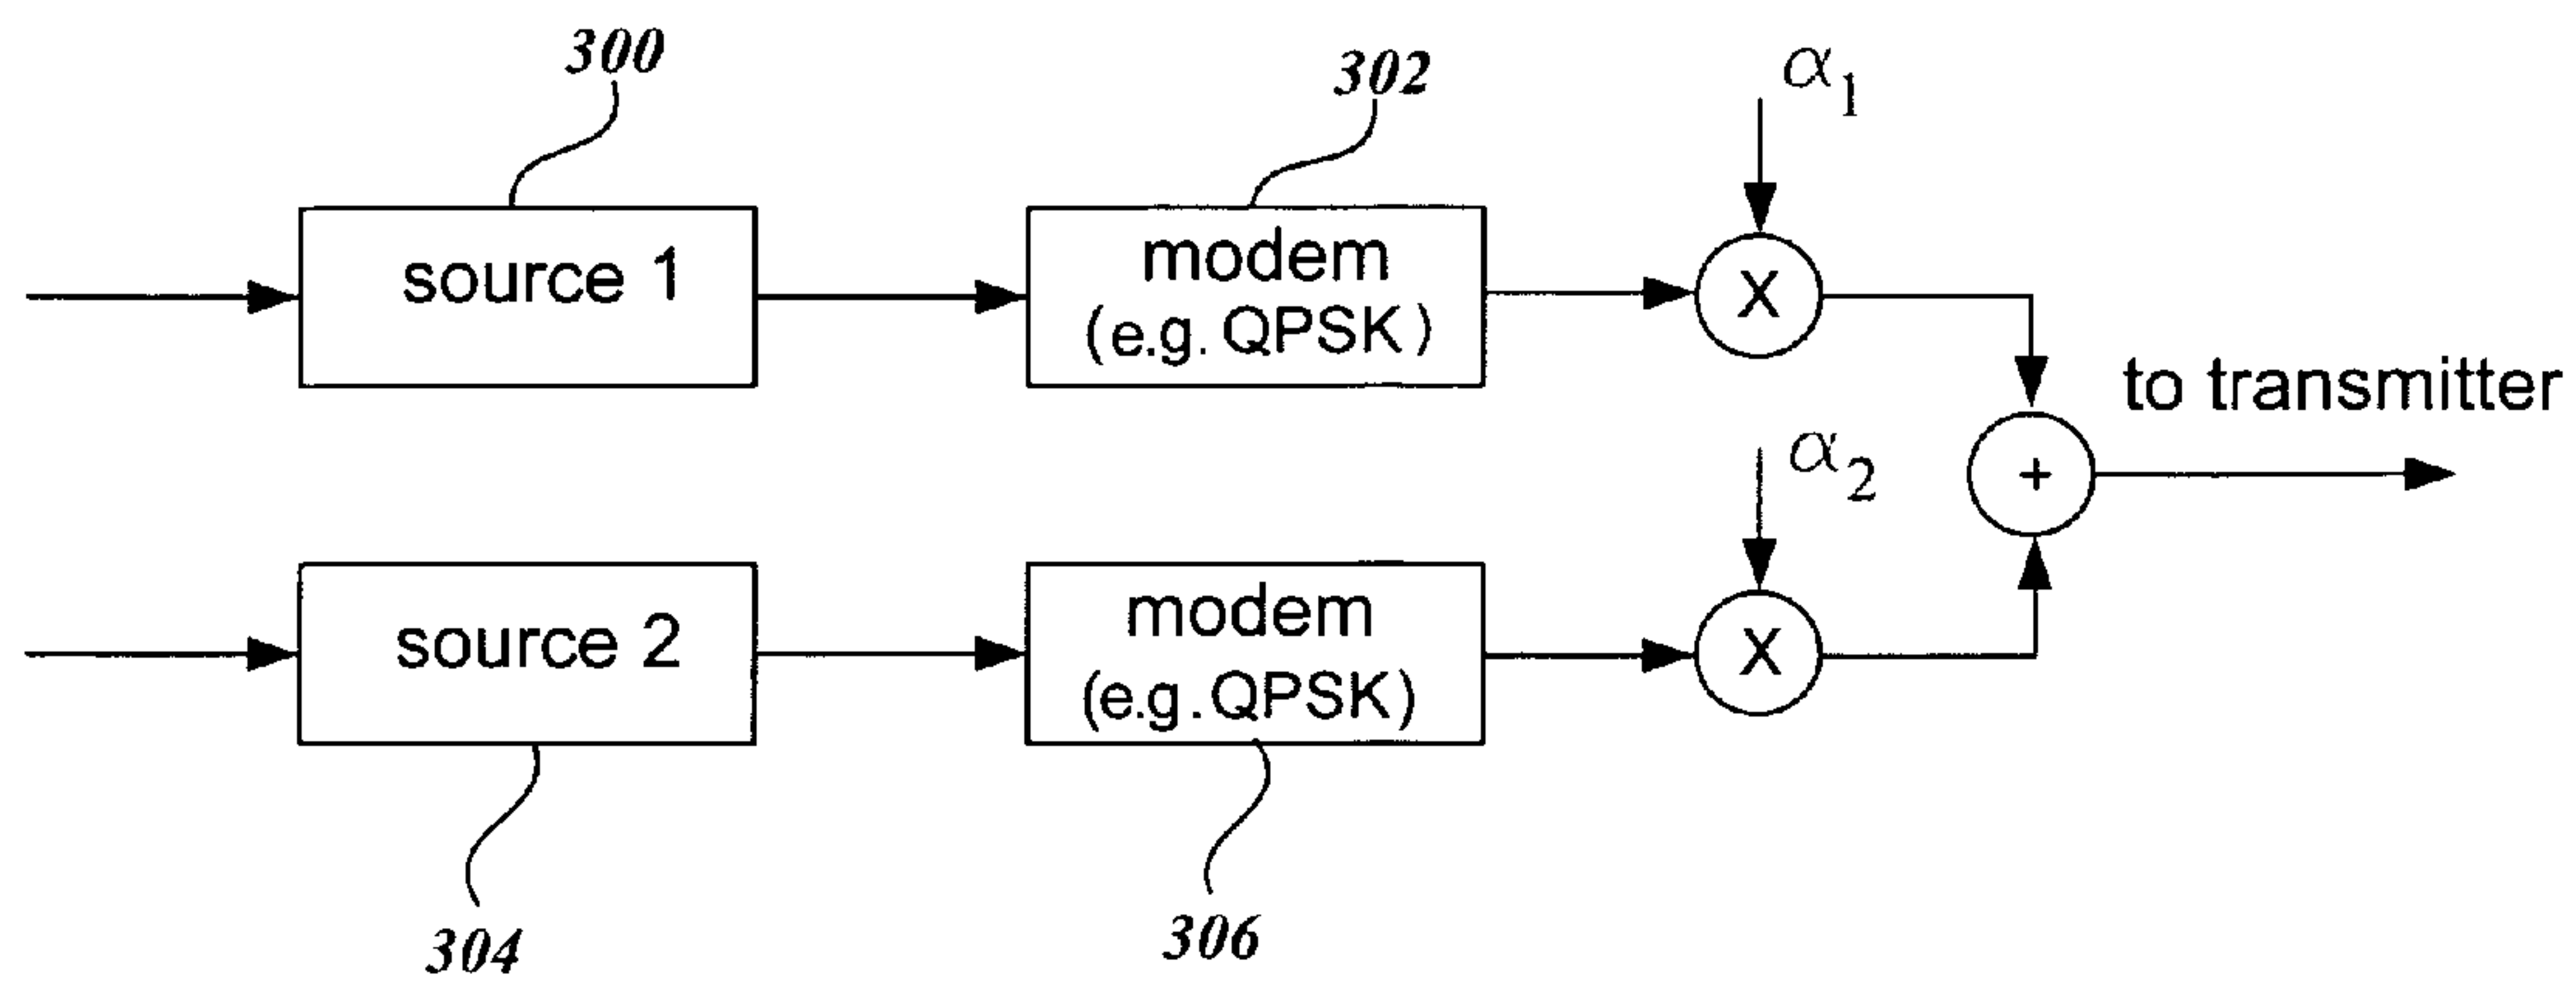 300
302
α1
source 1
modem
(e.g. QPSK)
X
to transmitter
α2
+
source 2
modem
(e.g. QPSK)
X
304
306